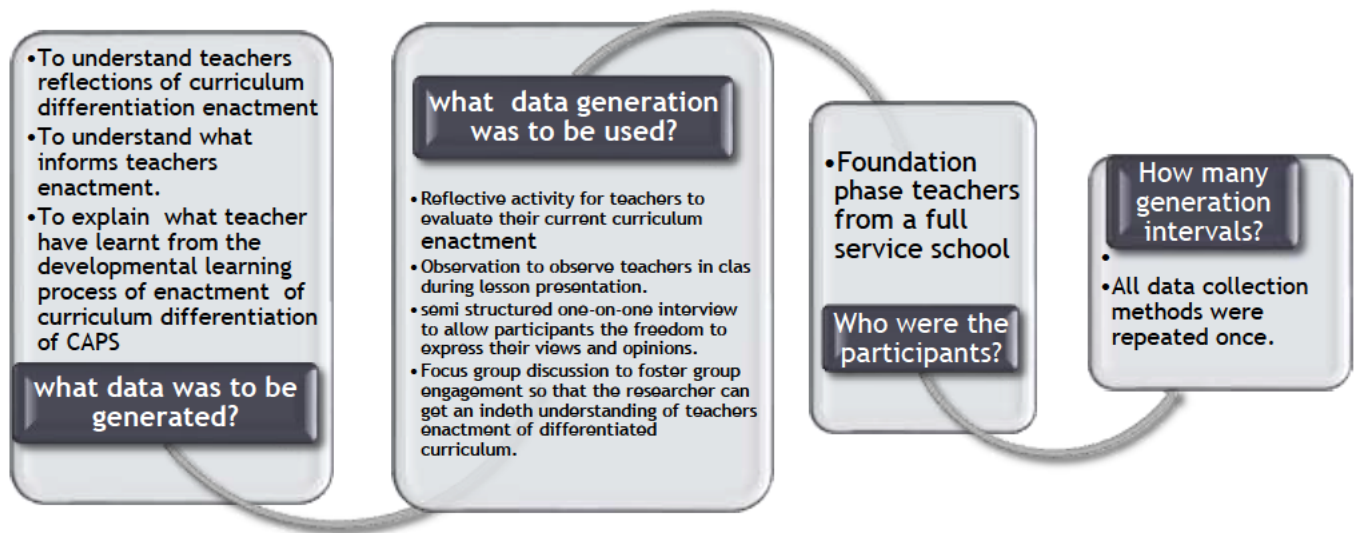 •To understand teachers
reflections of curriculum
differentiation enactment
•To understand what
informs teachers
enactment.
•To explain  what teacher
have learnt from the
developmental learning
process of enactment  of
curriculum differentiation
of CAPS
what data was to be
generated?
what  data generation
was to be used?
•Reflective activity for teachers to
evaluate their current curriculum
enactment
•Observation to observe teachers in clas
during lesson presentation.
•semi structured one-on-one interview
to allow participants the freedom to
express their views and opinions.
•Focus group discussion to foster group
engagement so that the researcher can
get an indeth understanding of teachers
enactment of differentiated
curriculum.
•Foundation
phase teachers
from a full
service school
Who were the
participants?
How many
generation
intervals?
•
•All data collection
methods were
repeated once.